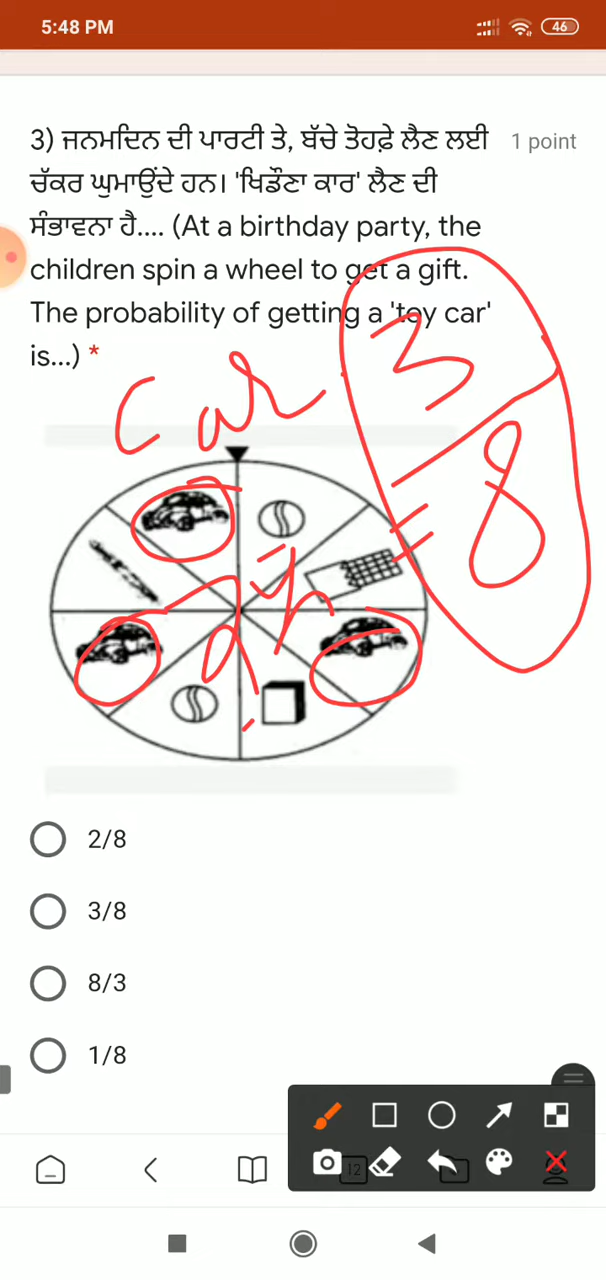 5:48 PM
46
3) ਜਨਮਦਿਨ ਦੀ ਪਾਰਟੀ ਤੇ, ਬੱਚੇ ਤੋਹਫ਼ੇ ਲੈਣ ਲਈ
1 point
ਚੱਕਰ ਘੁਮਾਉਂਦੇ ਹਨ। 'ਖਿਡੌਣਾ ਕਾਰ' ਲੈਣ ਦੀ
ਸੰਭਾਵਨਾ ਹੈ.... (At a birthday party, the
children spin a wheel to get a gift.
The probability of getting a 'toy car'
is...) *
car
3
8
2/8
3/8
8/3
1/8
12